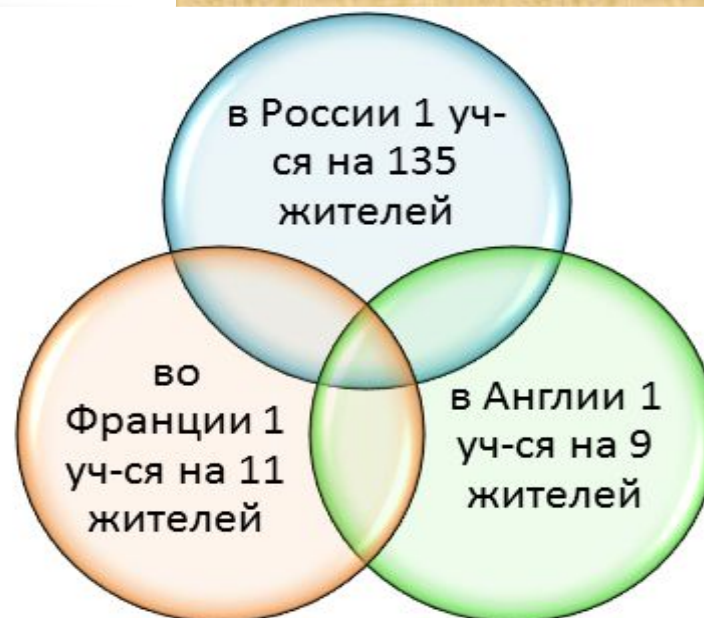 в России 1 уч-
ся на 135
жителей
во
Франции 1
уч-ся на 11
жителей
в Англии 1
уч-ся на 9
жителей